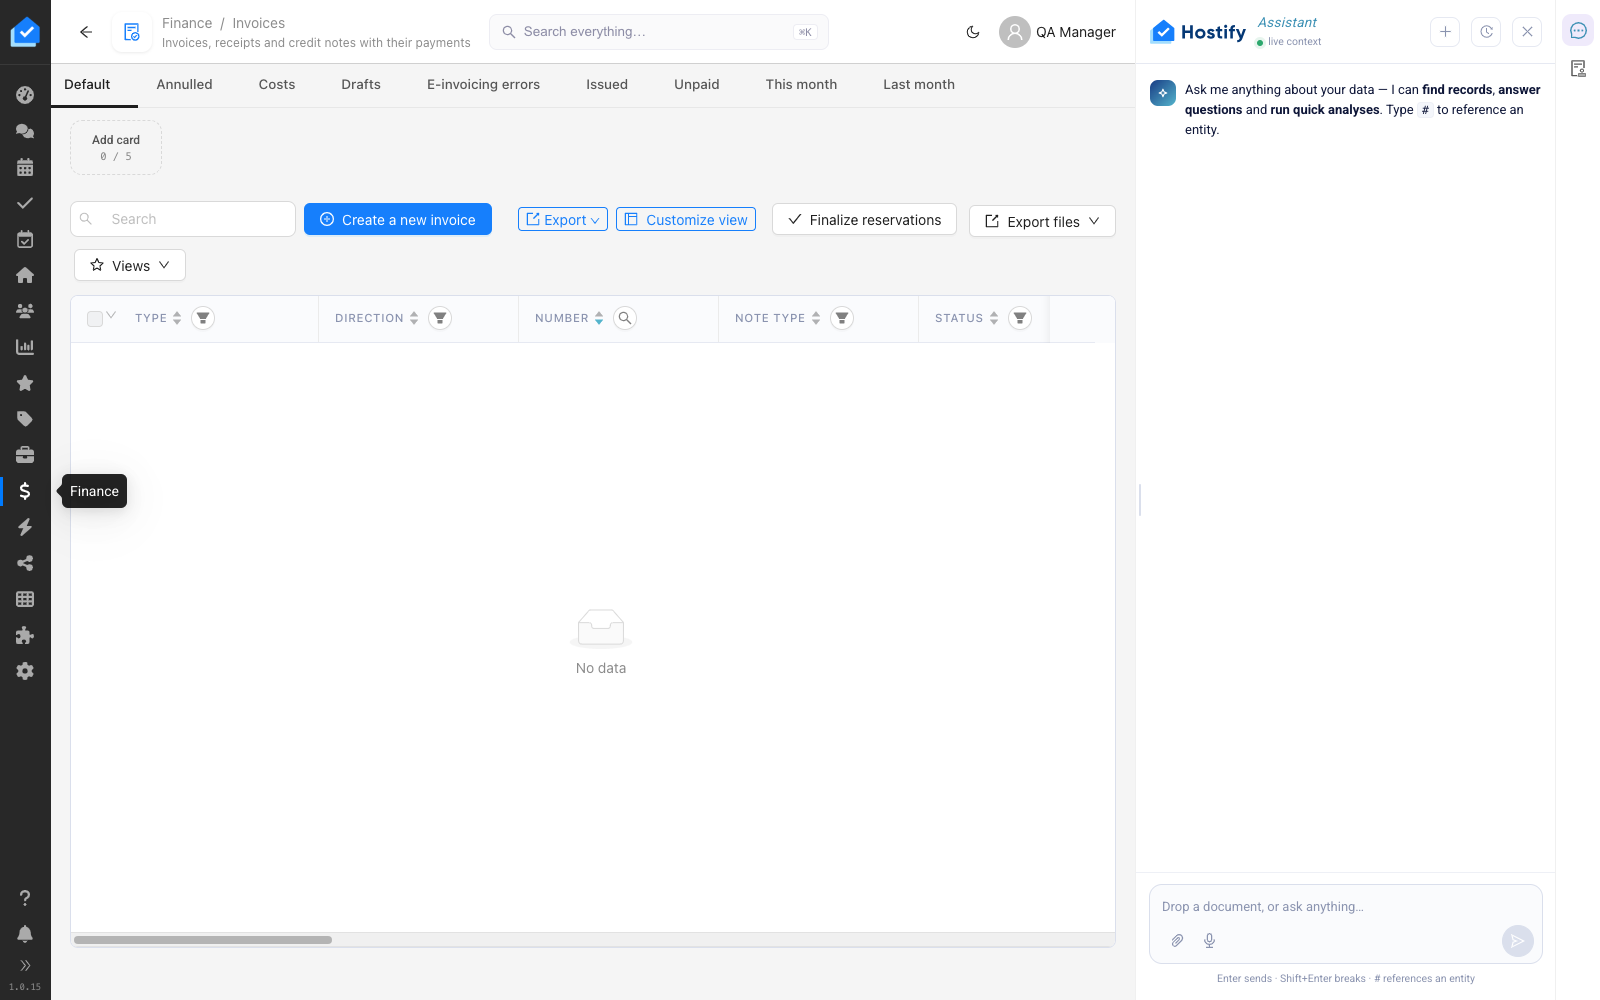 Finance / Invoices
Invoices, receipts and credit notes with their payments
Search everything...
⌘K
QA Manager
Hostify
Assistant
live context
Default
Annulled
Costs
Drafts
E-invoicing errors
Issued
Unpaid
This month
Last month
Ask me anything about your data — I can find records, answer
questions and run quick analyses. Type # to reference an
entity.
Add card
0 / 5
Search
Create a new invoice
Export
Customize view
Finalize reservations
Export files
Views
TYPE
DIRECTION
NUMBER
NOTE TYPE
STATUS
Finance
No data
Drop a document, or ask anything...
Enter sends · Shift+Enter breaks · # references an entity
1.0.15